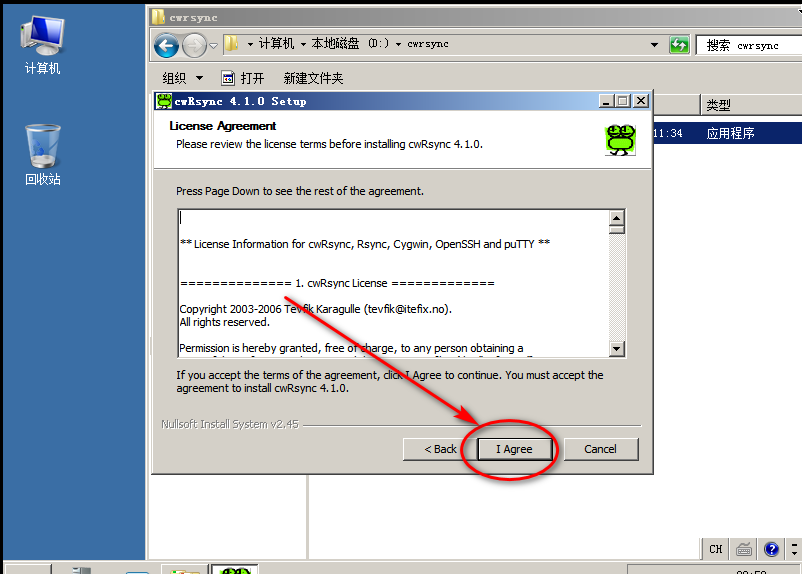 计算机
回收站
cwrsync
计算机 本地磁盘 (D:) cwrsync
搜索 cwrsync
组织 打开 新建文件夹
类型
11:34 应用程序
cwRsync 4.1.0 Setup
License Agreement
Please review the license terms before installing cwRsync 4.1.0.
Press Page Down to see the rest of the agreement.
** License Information for cwRsync, Rsync, Cygwin, OpenSSH and puTTY **
============== 1. cwRsync License =============
Copyright 2003-2006 Tevfik Karagulle (tevfik@itefix.no).
All rights reserved.
Permission is hereby granted, free of charge, to any person obtaining a
If you accept the terms of the agreement, click I Agree to continue. You must accept the
agreement to install cwRsync 4.1.0.
Nullsoft Install System v2.45
< Back I Agree Cancel
CH